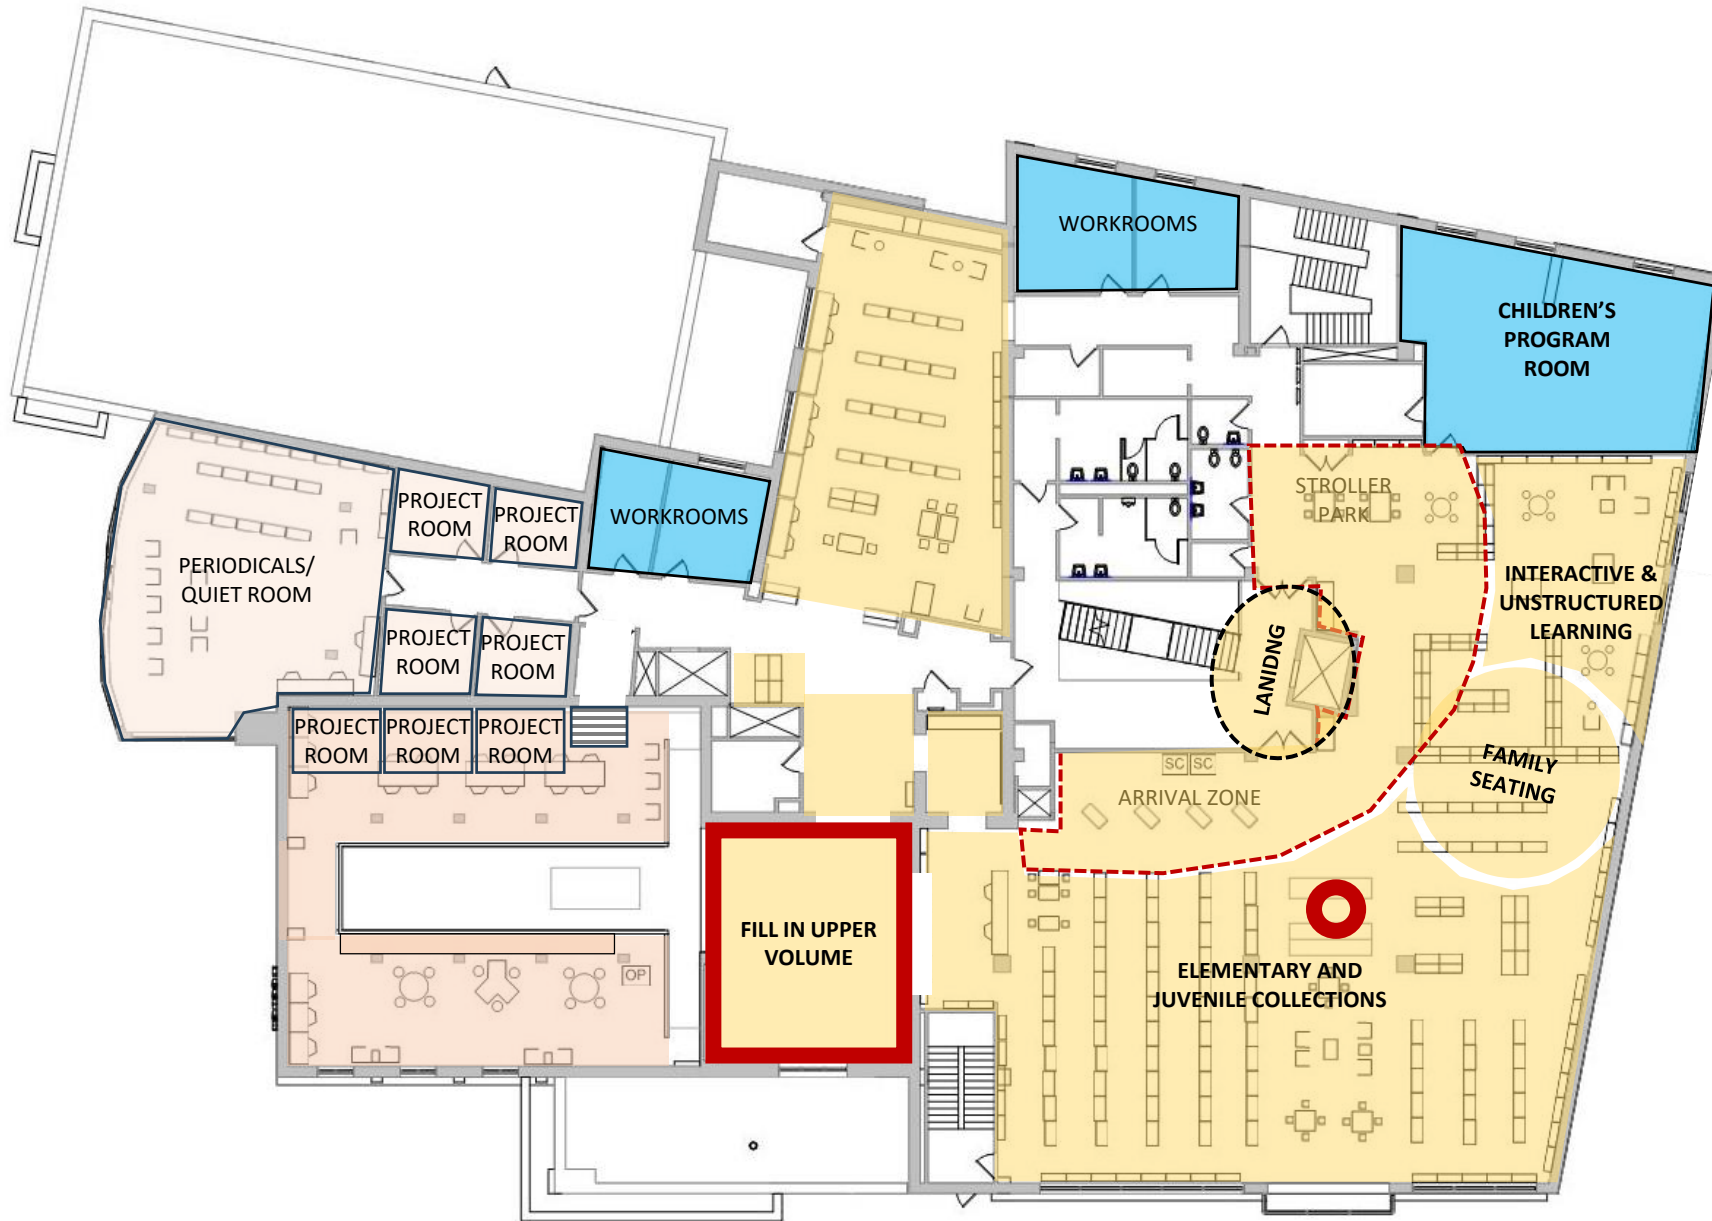 WORKROOMS
CHILDREN'S
PROGRAM
ROOM
PROJECT
ROOM
PROJECT
ROOM
WORKROOMS
STROLLER
PARK
PERIODICALS/
QUIET ROOM
INTERACTIVE &
UNSTRUCTURED
LEARNING
PROJECT
ROOM
PROJECT
ROOM
LANIDNG
PROJECT
ROOM
PROJECT
ROOM
PROJECT
ROOM
FAMILY
SEATING
SC SC
ARRIVAL ZONE
FILL IN UPPER
VOLUME
OP
ELEMENTARY AND
JUVENILE COLLECTIONS